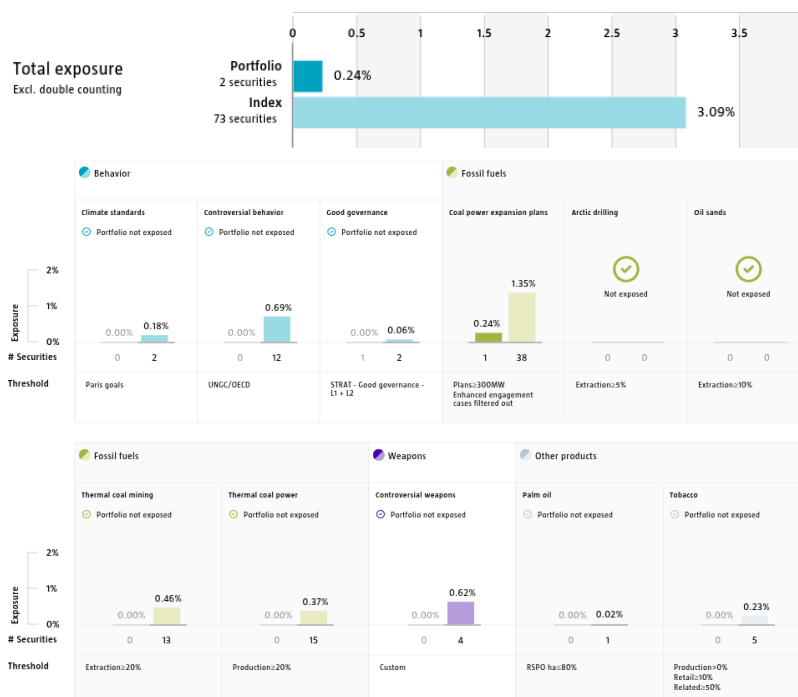 0 0.5 1 1.5 2 2.5 3 3.5
Total exposure
Excl. double counting
Portfolio
2 securities
0.24%
Index
73 securities
3.09%
Behavior
Fossil fuels
Climate standards Controversial behavior Good governance Coal power expansion plans Arctic drilling Oil sands
Portfolio not exposed Portfolio not exposed Portfolio not exposed
Exposure
2%
1%
0%
0.00% 0.18% 0.00% 0.69% 0.00% 0.06% 0.24% 1.35% Not exposed Not exposed
# Securities 0 2 0 12 1 2 1 38 0 0 0 0
Threshold
Paris goals
UNGC/OECD
STRAT - Good governance -
L1 + L2
Plans≥300MW
Enhanced engagement
cases filtered out
Extraction≥5%
Extraction≥10%
Fossil fuels
Weapons
Other products
Thermal coal mining Thermal coal power Controversial weapons Palm oil Tobacco
Portfolio not exposed Portfolio not exposed Portfolio not exposed Portfolio not exposed Portfolio not exposed
Exposure
2%
1%
0%
0.00% 0.46% 0.00% 0.37% 0.00% 0.62% 0.00% 0.02% 0.00% 0.23%
# Securities 0 13 0 15 0 4 0 1 0 5
Threshold
Extraction≥20%
Production≥20%
Custom
RSPO ha≤80%
Production>0%
Retail≥10%
Related≥50%